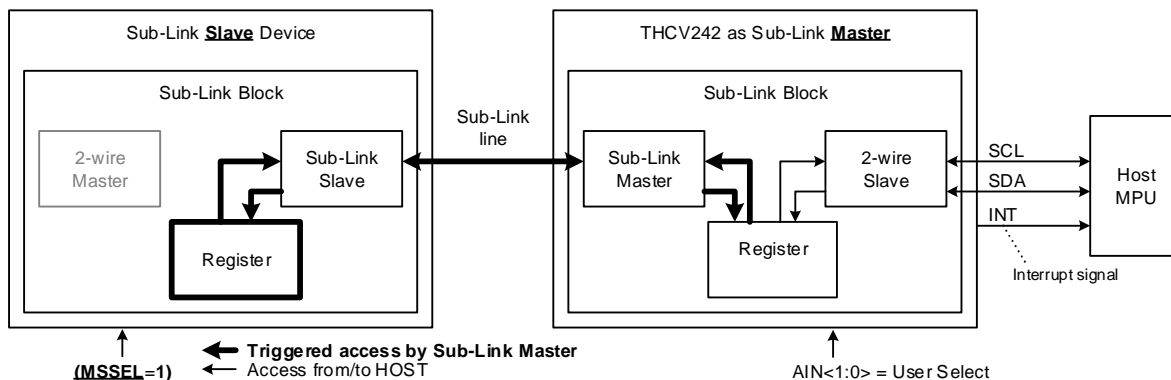 Sub-Link Slave Device
Sub-Link Block
2-wire
Master
Sub-Link
Slave
Register
Sub-Link
line
THCV242 as Sub-Link Master
Sub-Link Block
Sub-Link
Master
2-wire
Slave
Register
SCL
SDA
INT
Host
MPU
Interrupt signal
(MSSEL=1)
Triggered access by Sub-Link Master
Access from/to HOST
AIN<1:0> = User Select